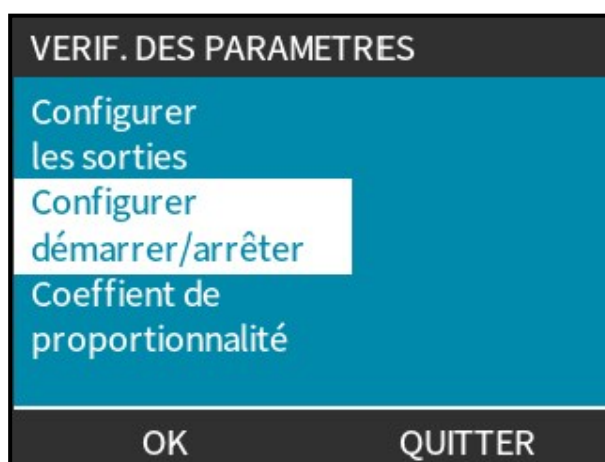 VERIF. DES PARAMETRES
Configurer
les sorties
Configurer
démarrer/arrêter
Coeffient de
proportionnalité
OK
QUITTER